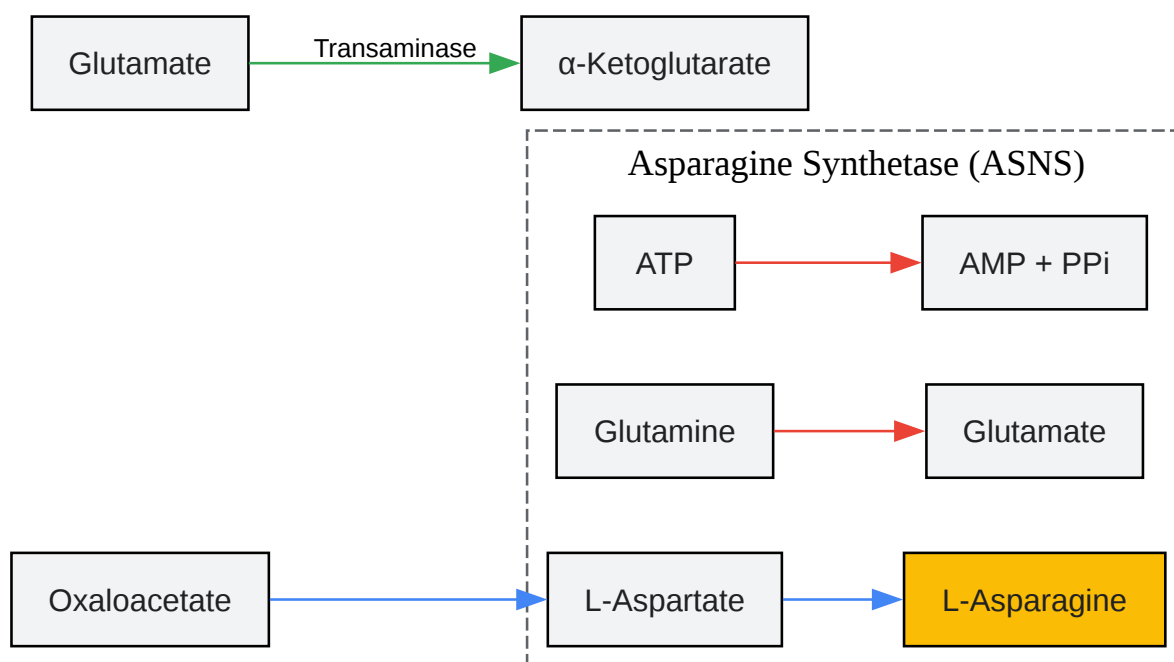 Glutamate
Transaminase
α-Ketoglutarate
Asparagine Synthetase (ASNS)
ATP
AMP + PPi
Glutamine
Glutamate
Oxaloacetate
L-Aspartate
L-Asparagine